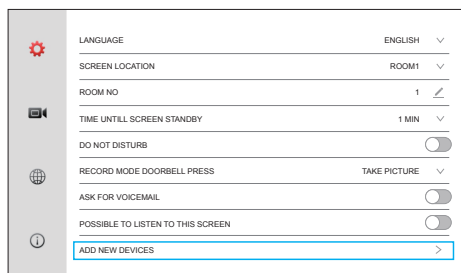 LANGUAGE ENGLISH
SCREEN LOCATION ROOM1
ROOM NO 1
TIME UNTILL SCREEN STANDBY 1 MIN
DO NOT DISTURB
RECORD MODE DOORBELL PRESS TAKE PICTURE
ASK FOR VOICEMAIL
POSSIBLE TO LISTEN TO THIS SCREEN
ADD NEW DEVICES